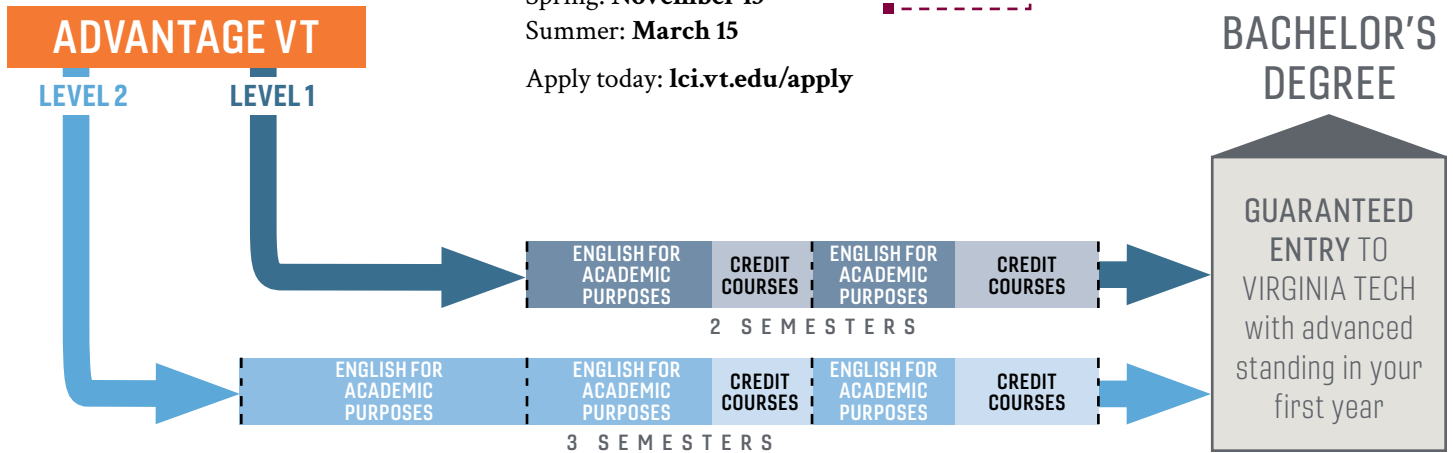 Summer: March 15
Apply today: lci.vt.edu/apply
ADVANTAGE VT
LEVEL 2
LEVEL 1
ENGLISH FOR
ACADEMIC
PURPOSES
CREDIT
COURSES
ENGLISH FOR
ACADEMIC
PURPOSES
CREDIT
COURSES
2 SEMESTERS
ENGLISH FOR
ACADEMIC
PURPOSES
ENGLISH FOR
ACADEMIC
PURPOSES
CREDIT
COURSES
ENGLISH FOR
ACADEMIC
PURPOSES
CREDIT
COURSES
3 SEMESTERS
BACHELOR'S
DEGREE
GUARANTEED
ENTRY TO
VIRGINIA TECH
with advanced
standing in your
first year